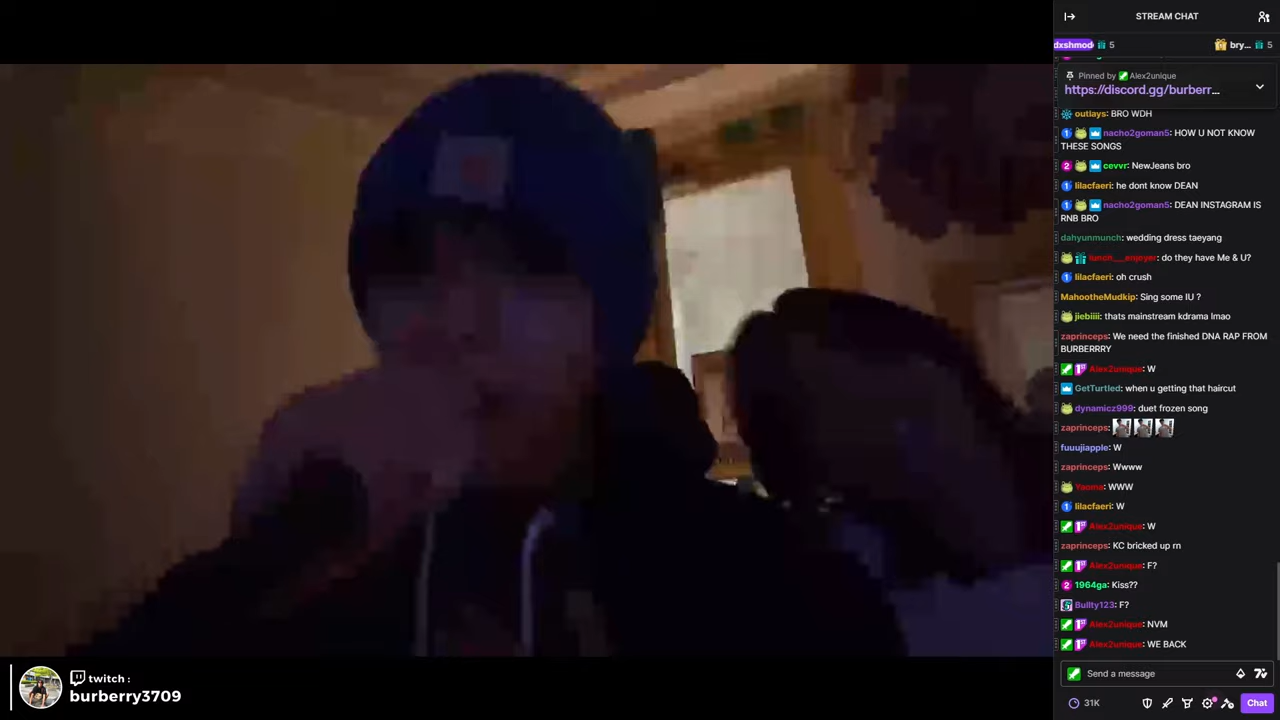 STREAM CHAT
dxshmod 5
bry... 5
Pinned by Alex2unique
https://discord.gg/burberr...
outlays: BRO WDH
nacho2goman5: HOW U NOT KNOW
THESE SONGS
cevvr: NewJeans bro
lilacfaeri: he dont know DEAN
nacho2goman5: DEAN INSTAGRAM IS
RNB BRO
dahyunmunch: wedding dress taeyang
lunch__enjoyer: do they have Me & U?
lilacfaeri: oh crush
MahootheMudkip: Sing some IU ?
jiebiiii: thats mainstream kdrama lmao
zaprinceps: We need the finished DNA RAP FROM
BURBERRRY
Alex2unique: W
GetTurtled: when u getting that haircut
dynamicz999: duet frozen song
zaprinceps:
fuuujiapple: W
zaprinceps: Wwww
Yaoma: WWW
lilacfaeri: W
Alex2unique: W
zaprinceps: KC bricked up rn
Alex2unique: F?
1964ga: Kiss??
Bullty123: F?
Alex2unique: NVM
Alex2unique: WE BACK
Send a message
31K
Chat
twitch :
burberry3709